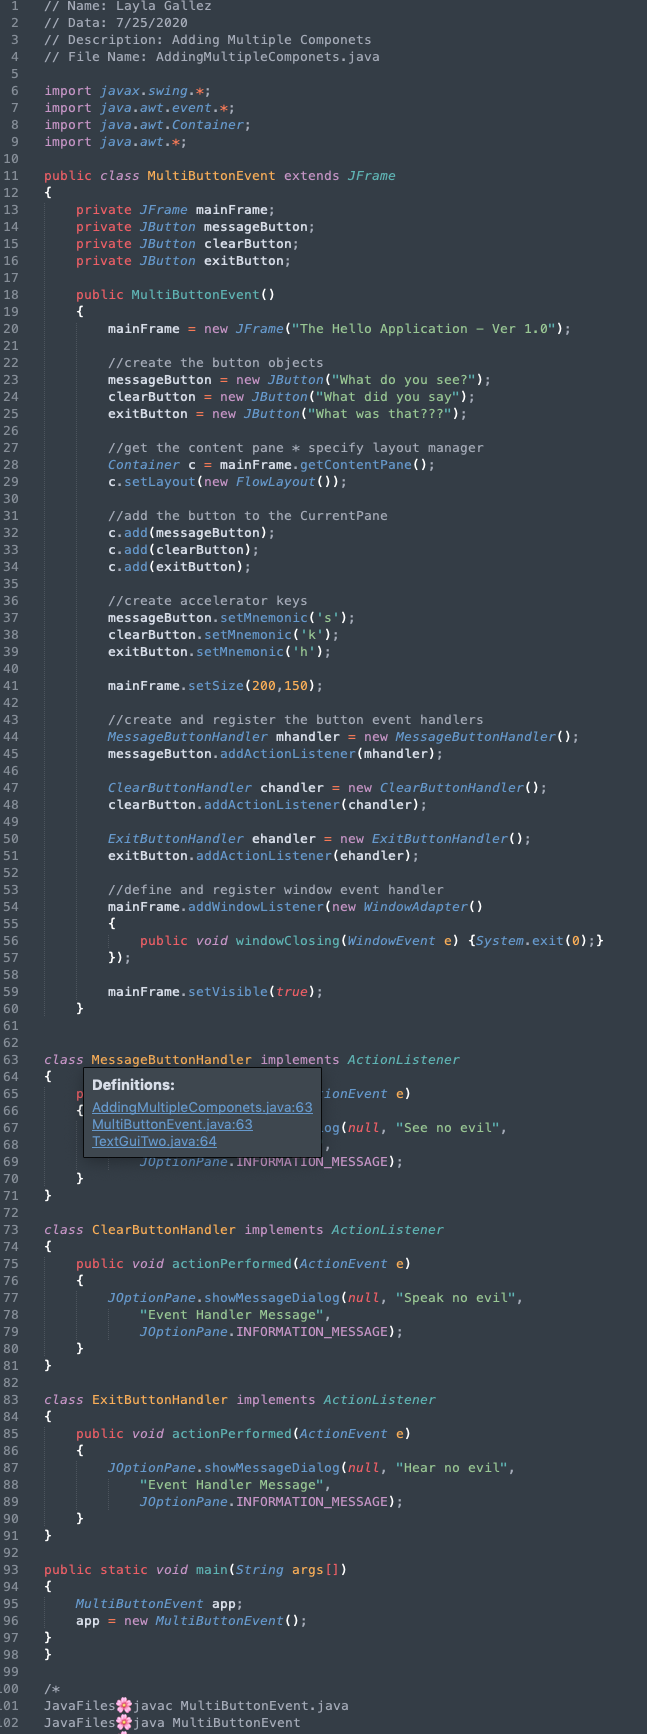 1 // Name: Layla Gallez
2 // Data: 7/25/2020
3 // Description: Adding Multiple Componets
4 // File Name: AddingMultipleComponets.java
5
6 import javax.swing.*;
7 import java.awt.event.*;
8 import java.awt.Container;
9 import java.awt.*;
10
11 public class MultiButtonEvent extends JFrame
12 {
13 private JFrame mainFrame;
14 private JButton messageButton;
15 private JButton clearButton;
16 private JButton exitButton;
17
18 public MultiButtonEvent()
19 {
20 mainFrame = new JFrame("The Hello Application – Ver 1.0");
21
22 //create the button objects
23 messageButton = new JButton("What do you see?");
24 clearButton = new JButton("What did you say");
25 exitButton = new JButton("What was that???");
26
27 //get the content pane * specify layout manager
28 Container c = mainFrame.getContentPane();
29 c.setLayout(new FlowLayout());
30
31 //add the button to the CurrentPane
32 c.add(messageButton);
33 c.add(clearButton);
34 c.add(exitButton);
35
36 //create accelerator keys
37 messageButton.setMnemonic('s');
38 clearButton.setMnemonic('k');
39 exitButton.setMnemonic('h');
40
41 mainFrame.setSize(200,150);
42
43 //create and register the button event handlers
44 MessageButtonHandler mhandler = new MessageButtonHandler();
45 messageButton.addActionListener(mhandler);
46
47 ClearButtonHandler chandler = new ClearButtonHandler();
48 clearButton.addActionListener(chandler);
49
50 ExitButtonHandler ehandler = new ExitButtonHandler();
51 exitButton.addActionListener(ehandler);
52
53 //define and register window event handler
54 mainFrame.addWindowListener(new WindowAdapter()
55 {
56 public void windowClosing(WindowEvent e) {System.exit(0);}
57 });
58
59 mainFrame.setVisible(true);
60 }
61
62
63 class MessageButtonHandler implements ActionListener
64 {
Definitions:
65 ionEvent e)
AddingMultipleComponets.java:63
66 {
MultiButtonEvent.java:63
67 og(null, "See no evil",
TextGuiTwo.java:64
68 ,
69 JOptionPane.INFORMATION_MESSAGE);
70 }
71 }
72
73 class ClearButtonHandler implements ActionListener
74 {
75 public void actionPerformed(ActionEvent e)
76 {
77 JOptionPane.showMessageDialog(null, "Speak no evil",
78 "Event Handler Message",
79 JOptionPane.INFORMATION_MESSAGE);
80 }
81 }
82
83 class ExitButtonHandler implements ActionListener
84 {
85 public void actionPerformed(ActionEvent e)
86 {
87 JOptionPane.showMessageDialog(null, "Hear no evil",
88 "Event Handler Message",
89 JOptionPane.INFORMATION_MESSAGE);
90 }
91 }
92
93 public static void main(String args[])
94 {
95 MultiButtonEvent app;
96 app = new MultiButtonEvent();
97 }
98 }
99
00 /*
01 JavaFiles🌸javac MultiButtonEvent.java
02 JavaFiles🌸java MultiButtonEvent